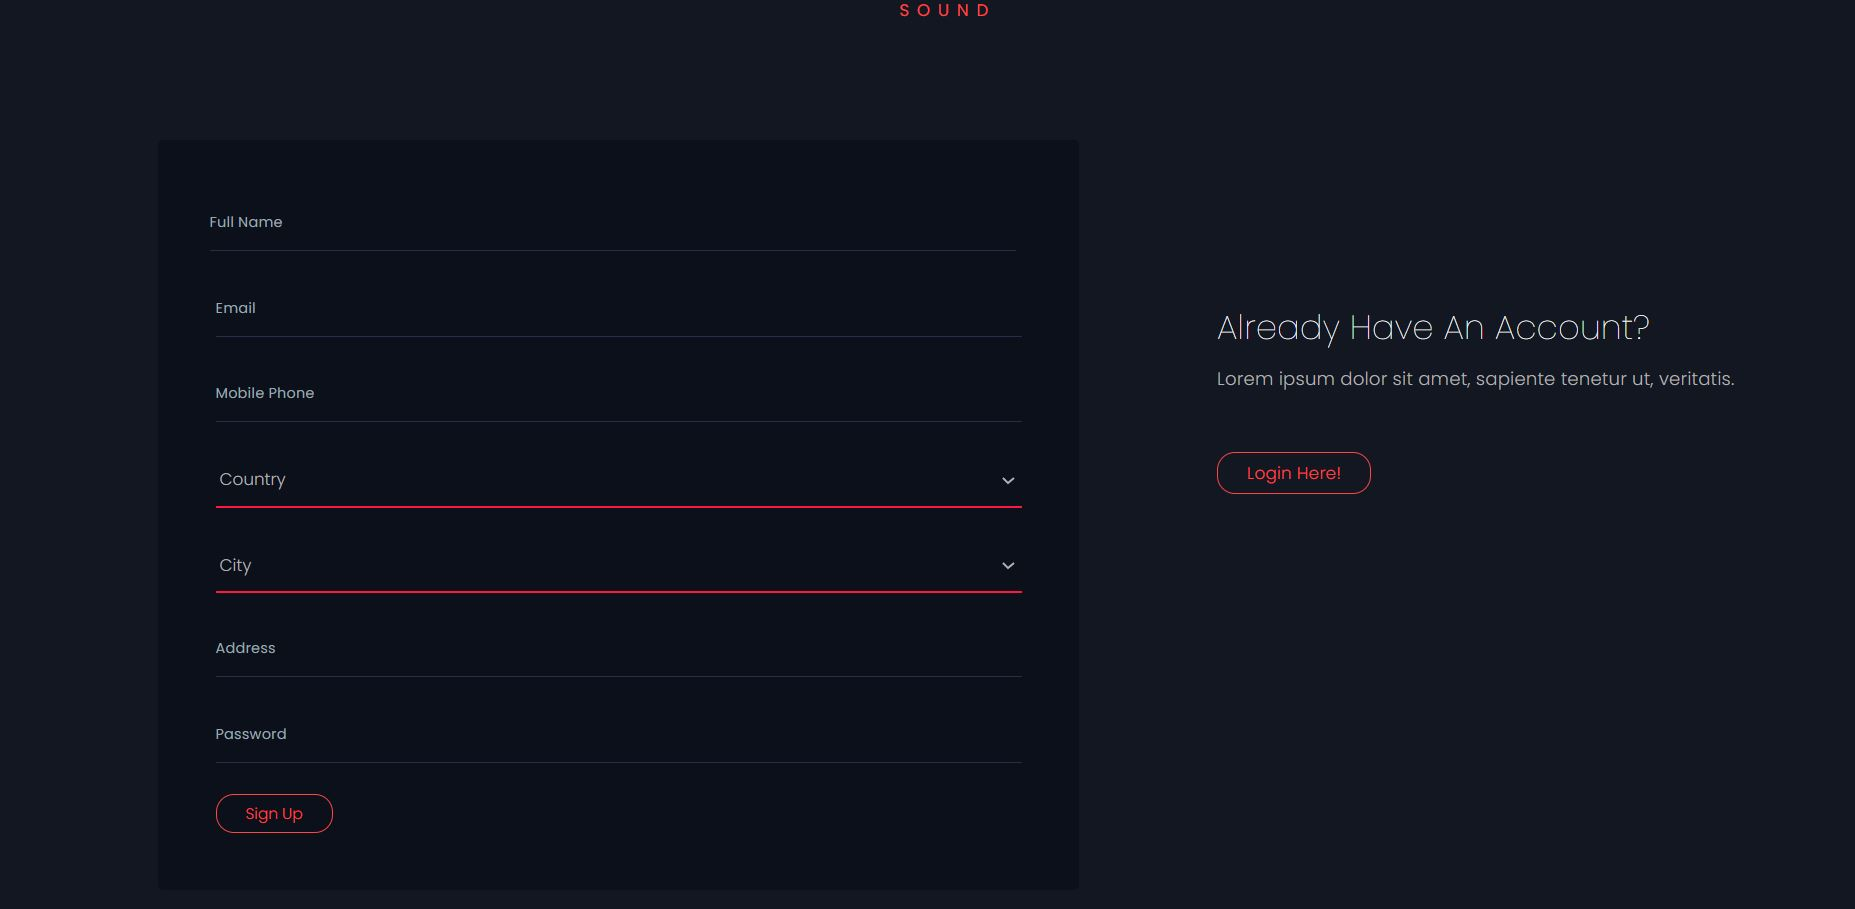 SOUND
Full Name
Email
Mobile Phone
Country
City
Address
Password
Sign Up
Already Have An Account?
Lorem ipsum dolor sit amet, sapiente tenetur ut, veritatis.
Login Here!